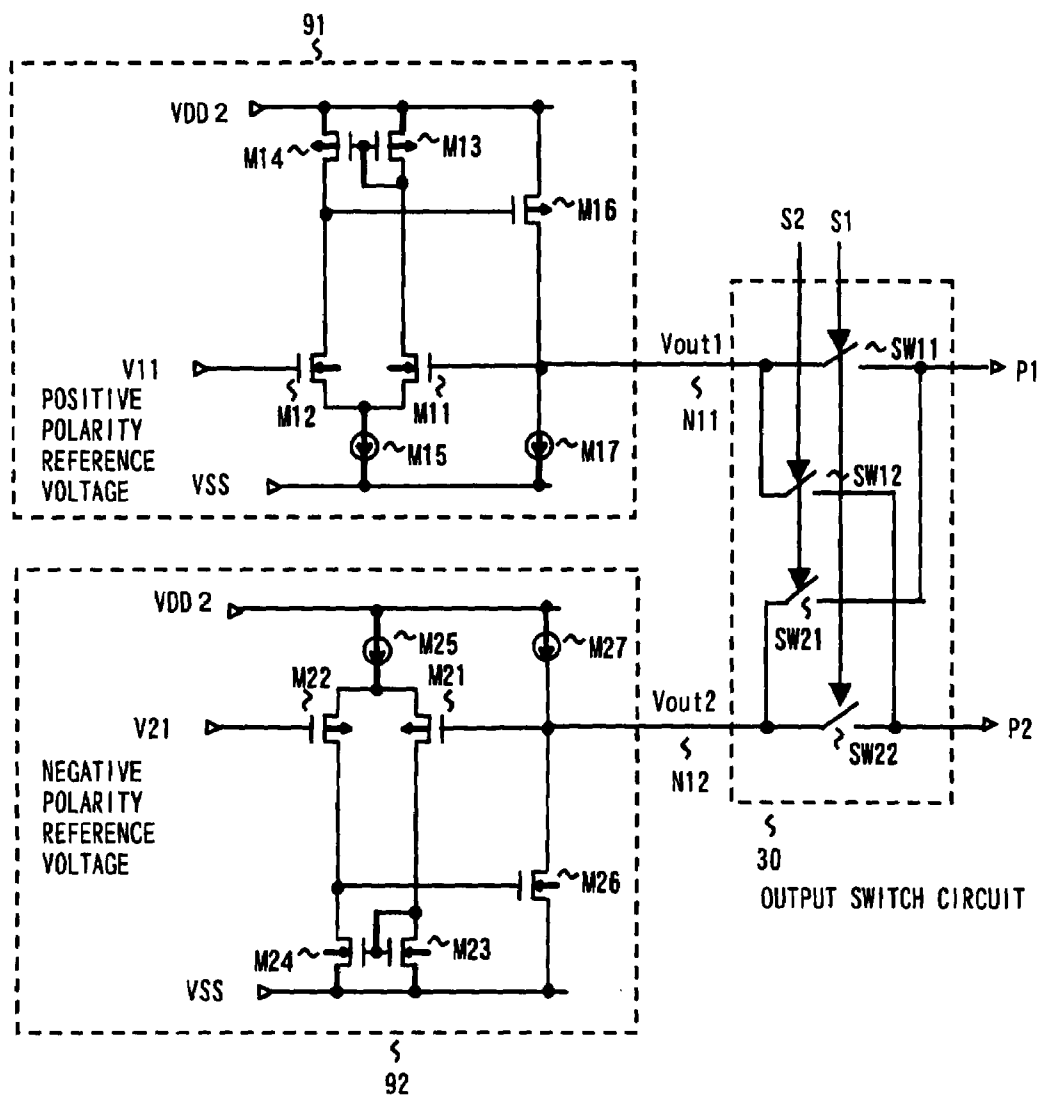 91
VDD 2
M14
M13
M16
S2 S1
V11
M12
M11
Vout1
SW11
P1
N11
POSITIVE
POLARITY
REFERENCE
VOLTAGE
M15
M17
VSS
SW12
VDD 2
M25
M27
SW21
M22
M21
V21
Vout2
P2
SW22
N12
NEGATIVE
POLARITY
REFERENCE
VOLTAGE
M26
30
OUTPUT SWITCH CIRCUIT
M24
M23
VSS
92